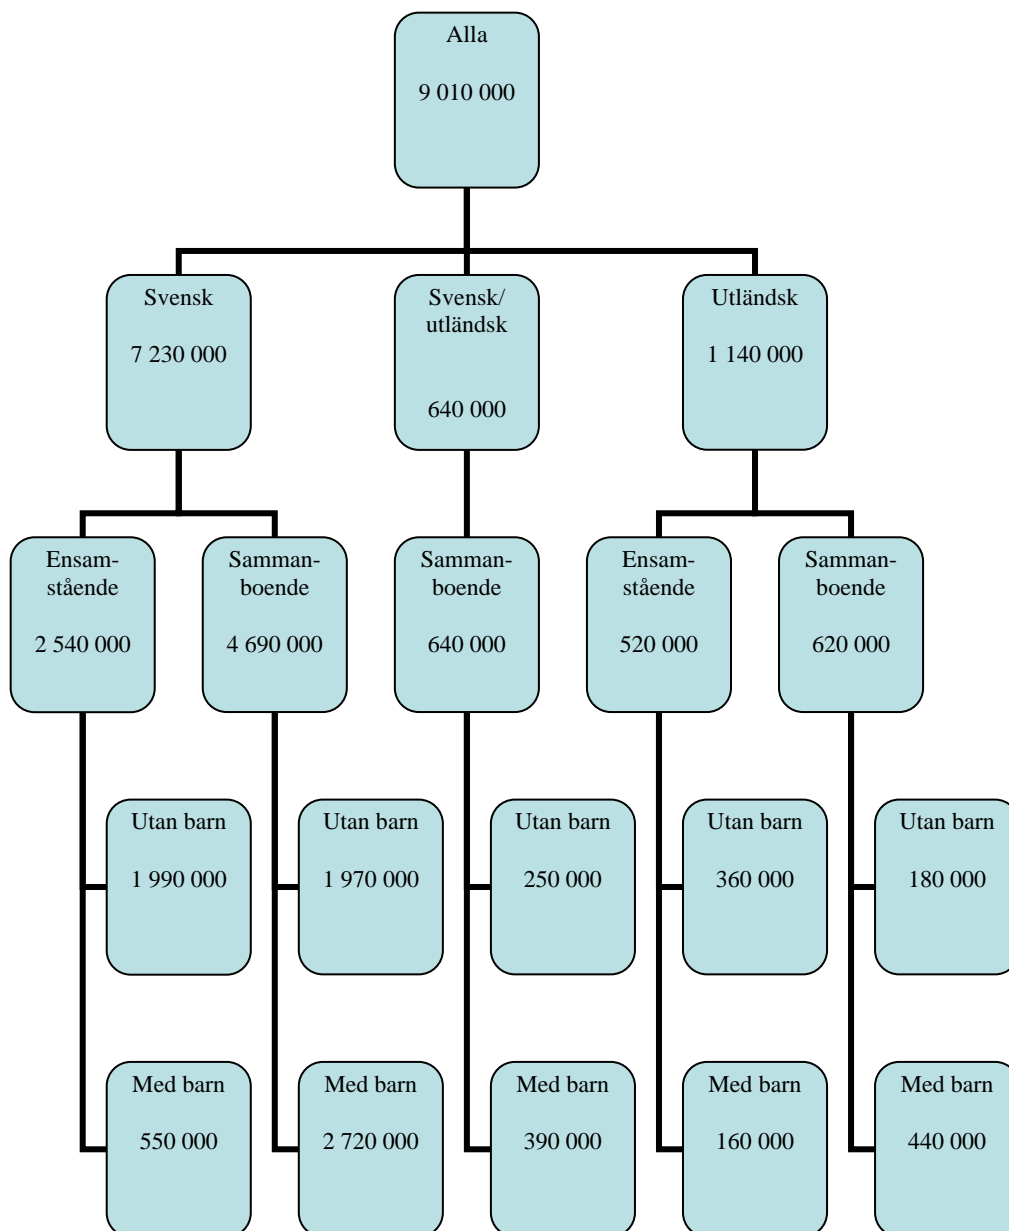 Alla
9 010 000
Svensk
7 230 000
Svensk/
utländsk
640 000
Utländsk
1 140 000
Ensam-
stående
2 540 000
Samman-
boende
4 690 000
Samman-
boende
640 000
Ensam-
stående
520 000
Samman-
boende
620 000
Utan barn
1 990 000
Utan barn
1 970 000
Utan barn
250 000
Utan barn
360 000
Utan barn
180 000
Med barn
550 000
Med barn
2 720 000
Med barn
390 000
Med barn
160 000
Med barn
440 000